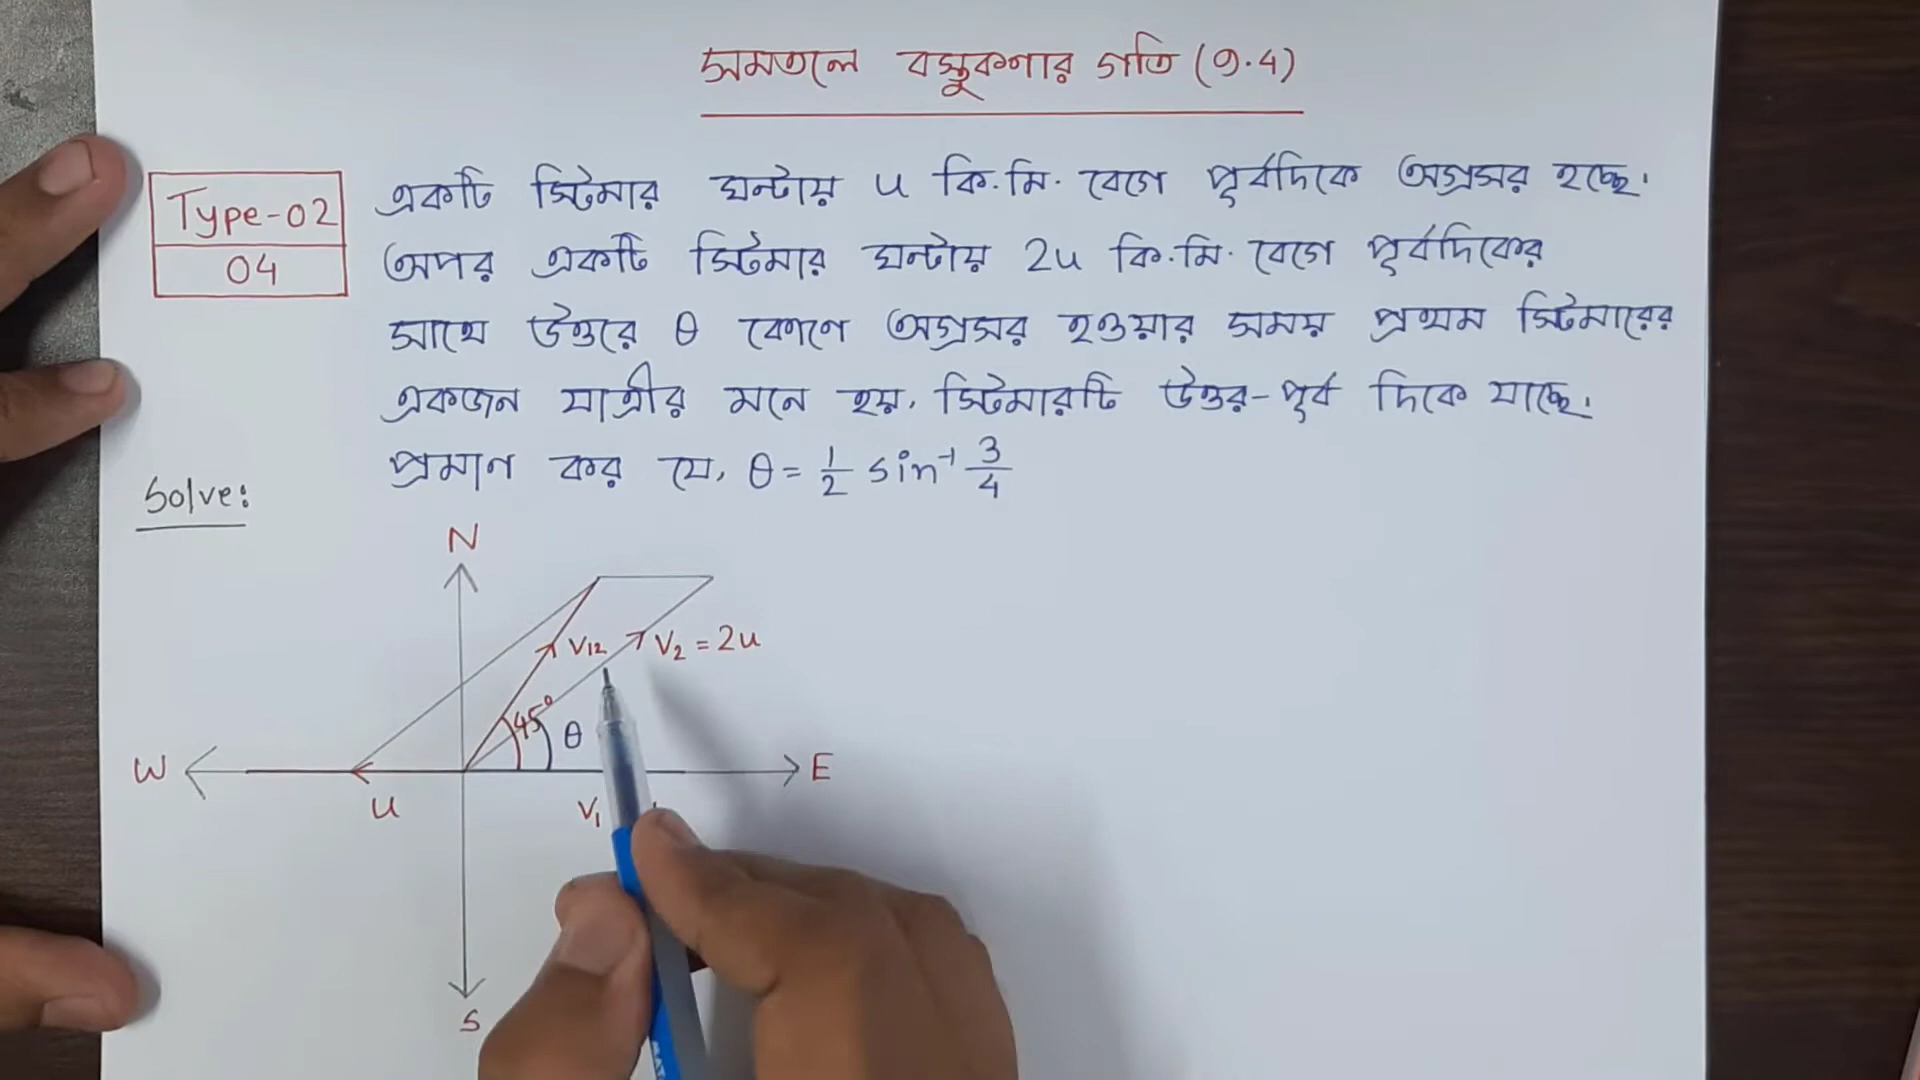 সমতলে বস্তুকণার গতি (9.4)
Type-02
04
একটি স্টিমার ঘন্টায় u কি.মি. বেগে পূর্বদিকে অগ্রসর হচ্ছে।
অপর একটি স্টিমার ঘন্টায় 2u কি.মি. বেগে পূর্বদিকের
সাথে উত্তরে θ কোণে অগ্রসর হওয়ার সময় প্রথম স্টিমারের
একজন যাত্রীর মনে হয়, স্টিমারটি উত্তর-পূর্ব দিকে যাচ্ছে।
প্রমাণ কর যে, θ = 1/2 sin⁻¹ 3/4
Solve:
N
V₁₂
V₂ = 2u
45°
θ
W
E
u
V₁
S